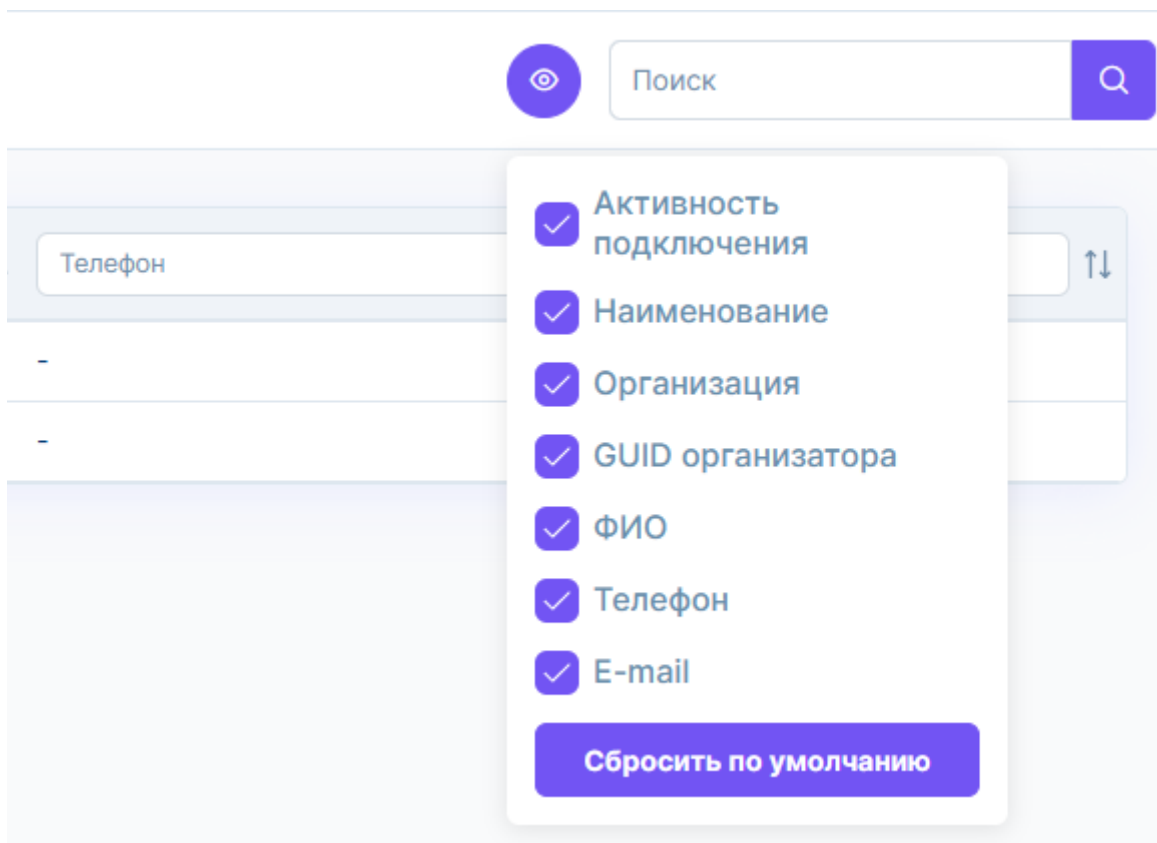 Поиск
Активность
подключения
Телефон
Наименование
-
Организация
-
GUID организатора
ФИО
Телефон
E-mail
Сбросить по умолчанию